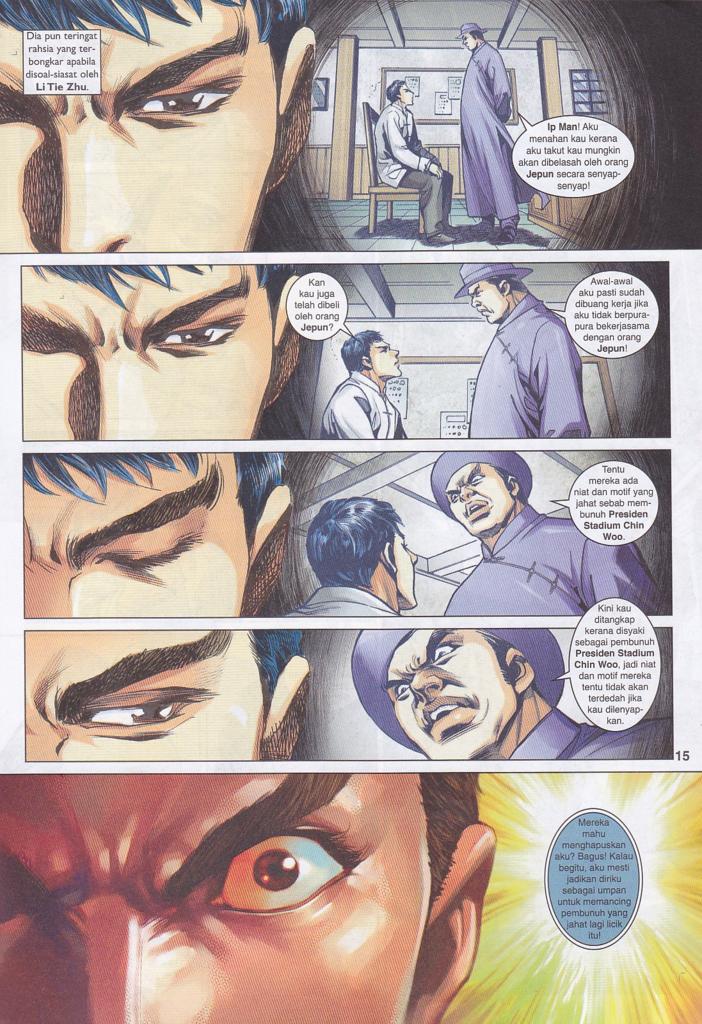 Dia pun teringat
rahsia yang ter-
bongkar apabila
disoal-siasat oleh
Li Tie Zhu.
Ip Man! Aku
menahan kau kerana
aku takut kau mungkin
akan dibelasah oleh orang
Jepun secara senyap-
senyap!
Kan
kau juga
telah dibeli
oleh orang
Jepun?
Awal-awal
aku pasti sudah
dibuang kerja jika
aku tidak berpura-
pura bekerjasama
dengan orang
Jepun!
Tentu
mereka ada
niat dan motif yang
jahat sebab mem-
bunuh Presiden
Stadium Chin
Woo.
Kini kau
ditangkap
kerana disyaki
sebagai pembunuh
Presiden Stadium
Chin Woo, jadi niat
dan motif mereka
tentu tidak akan
terdedah jika
kau dilenyap-
kan.
15
Mereka
mahu
menghapuskan
aku? Bagus! Kalau
begitu, aku mesti
jadikan diriku
sebagai umpan
untuk memancing
pembunuh yang
jahat lagi licik
itu!